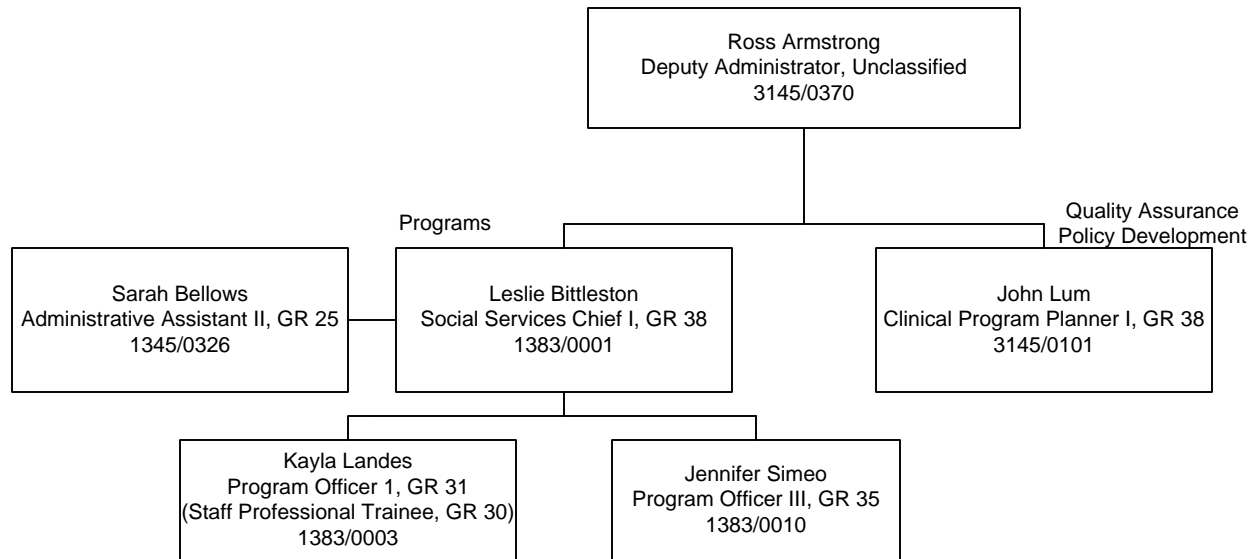 Ross Armstrong
Deputy Administrator, Unclassified
3145/0370
Programs
Quality Assurance
Policy Development
Sarah Bellows
Administrative Assistant II, GR 25
1345/0326
Leslie Bittleston
Social Services Chief I, GR 38
1383/0001
John Lum
Clinical Program Planner I, GR 38
3145/0101
Kayla Landes
Program Officer 1, GR 31
(Staff Professional Trainee, GR 30)
1383/0003
Jennifer Simeo
Program Officer III, GR 35
1383/0010